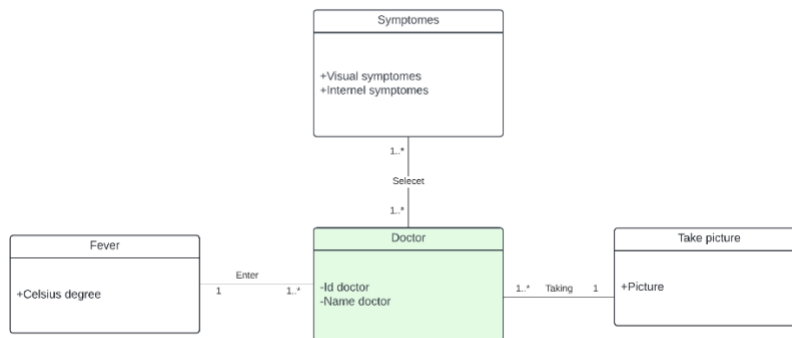 Symptomes
+Visual symptomes
+Internel symptomes
1..*
Selecet
1..*
Fever
+Celsius degree
Enter
1
1..*
Doctor
-Id doctor
-Name doctor
1..*
Taking
1
Take picture
+Picture